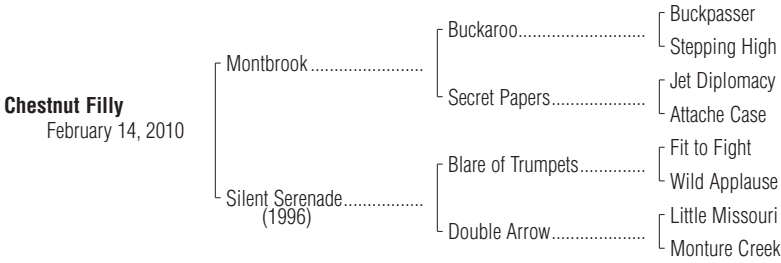 Chestnut Filly
February 14, 2010
Montbrook
Silent Serenade
(1996)
Buckaroo
Secret Papers
Blare of Trumpets
Double Arrow
Buckpasser
Stepping High
Jet Diplomacy
Attache Case
Fit to Fight
Wild Applause
Little Missouri
Monture Creek